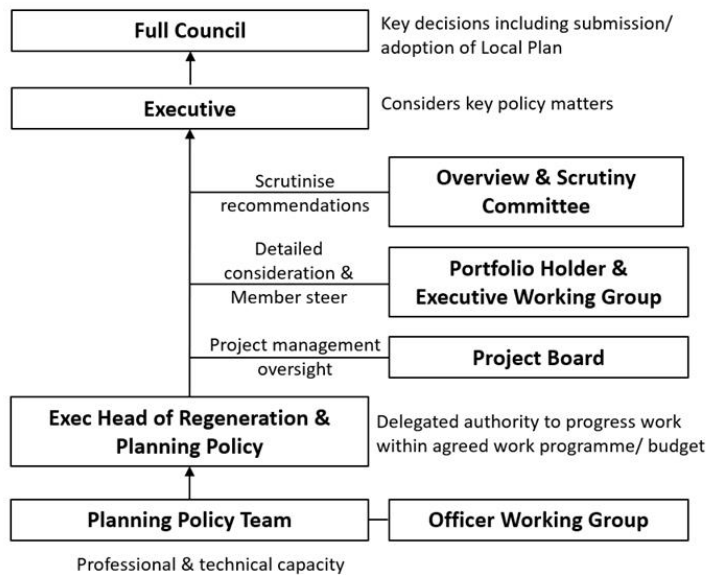 Full Council
Key decisions including submission/
adoption of Local Plan
Executive
Considers key policy matters
Scrutinise
recommendations
Overview & Scrutiny
Committee
Detailed
consideration &
Member steer
Portfolio Holder &
Executive Working Group
Project management
oversight
Project Board
Exec Head of Regeneration &
Planning Policy
Delegated authority to progress work
within agreed work programme/ budget
Planning Policy Team
Officer Working Group
Professional & technical capacity